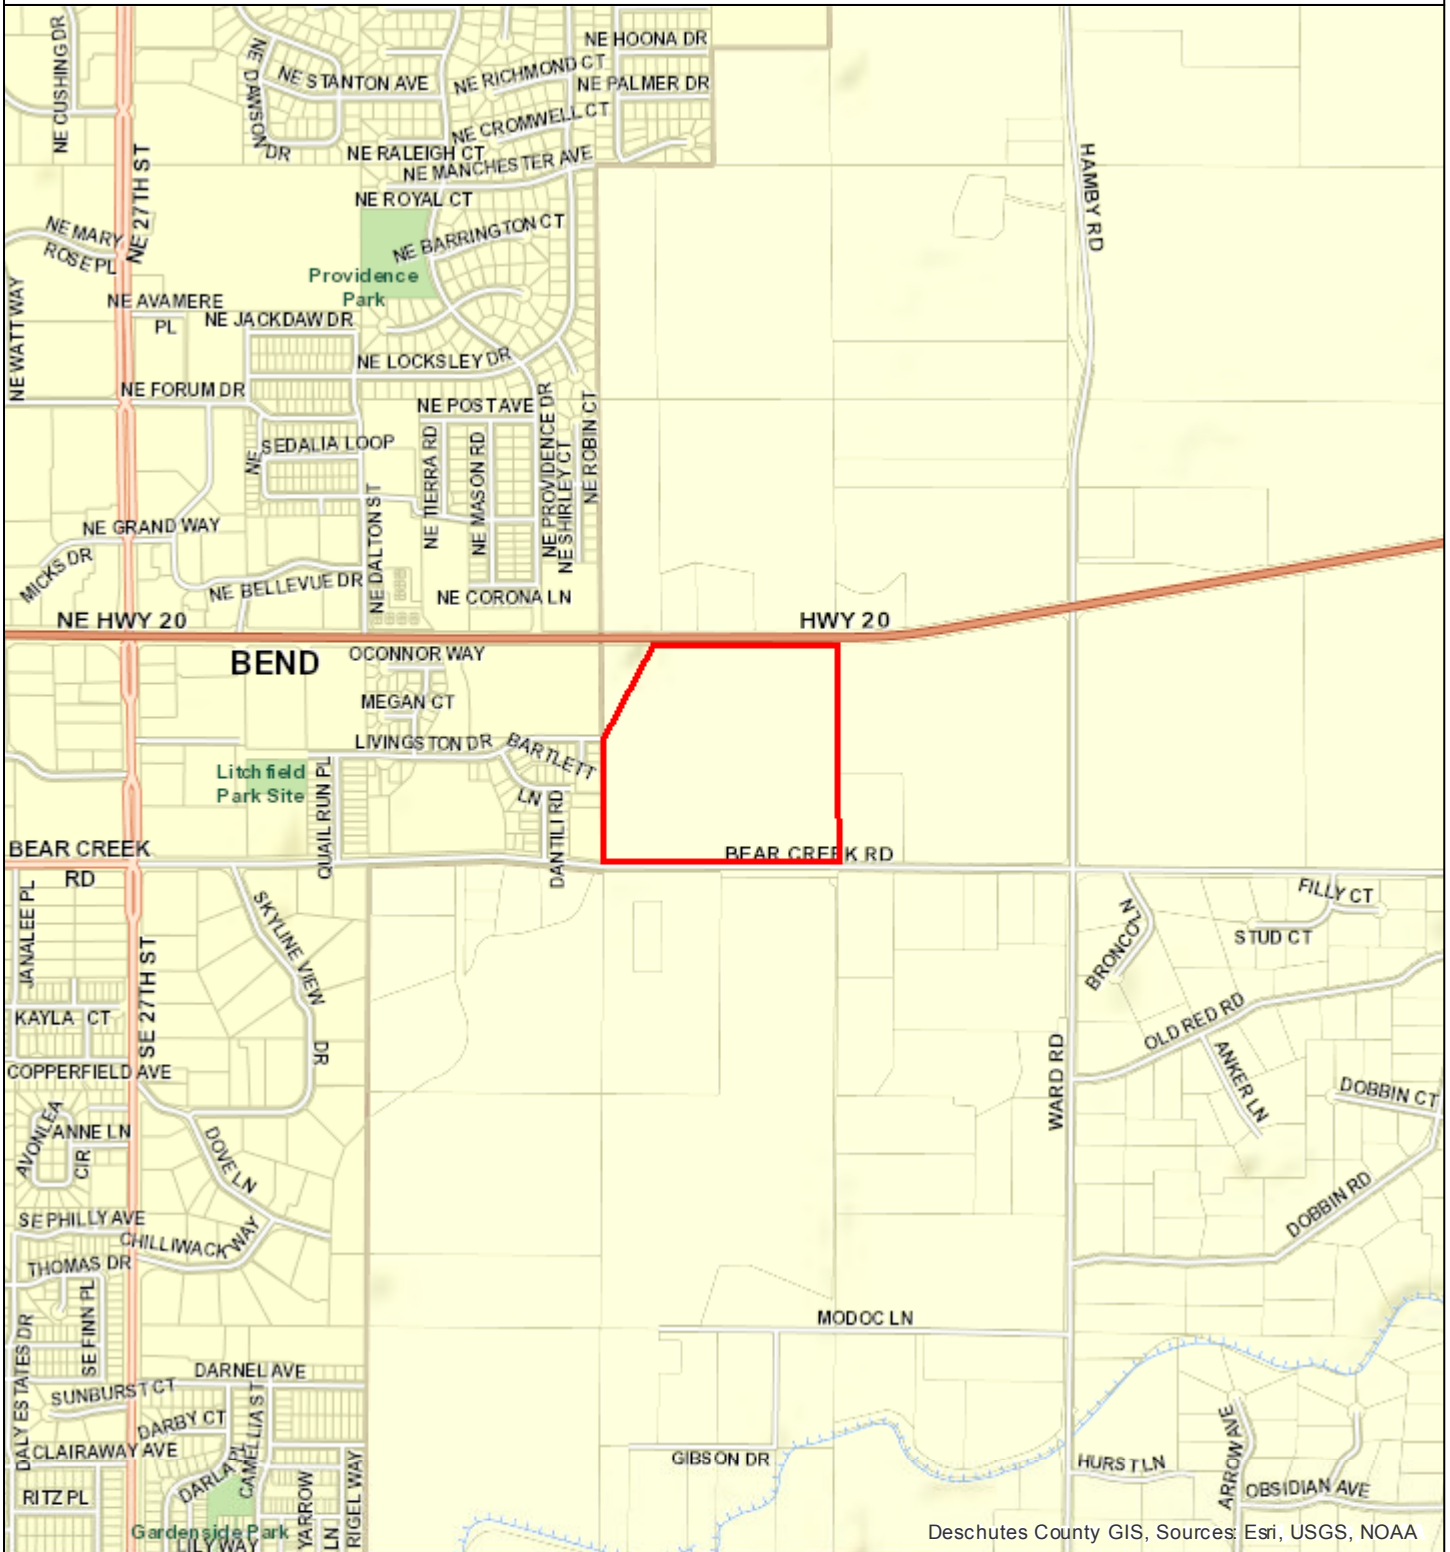 NE CUSHING DR
NE DAWSON
DR
NE STANTON AVE
NE RICHMOND CT
NE HOONA DR
NE PALMER DR
NE CROMWELL CT
NE RALEIGH CT
NE MANCHESTER AVE
NE ROYAL CT
NE BARRINGTON CT
NE 27TH ST
HAMBY RD
NE MARY
ROSE PL
Providence
Park
NE WATT WAY
NE AVAMERE
PL
NE JACKDAW DR
NE LOCKSLEY DR
NE FORUM DR
NE POST AVE
NE
SEDALIA LOOP
NE TIERRA RD
NE MASON RD
NE PROVIDENCE DR
NE SHIRLEY CT
NE ROBIN CT
NE GRAND WAY
MICKS DR
NE BELLEVUE DR
NE DALTON ST
NE CORONA LN
NE HWY 20
HWY 20
BEND
OCONNOR WAY
MEGAN CT
LIVINGSTON DR
BARTLETT
LN
Litchfield
Park Site
QUAIL RUN PL
DANTILI RD
BEAR CREEK
RD
BEAR CREEK RD
JANALEE PL
SKYLINE VIEW
DR
SE 27TH ST
BRONCO LN
FILLY CT
STUD CT
OLD RED RD
ANKER LN
DOBBIN CT
DOBBIN RD
WARD RD
KAYLA CT
COPPERFIELD AVE
AVONLEA
CIR
ANNE LN
DOVE LN
SE PHILLY AVE
CHILLIWACK WAY
THOMAS DR
SE FINN PL
DALY ESTATES DR
MODOC LN
DARNEL AVE
SUNBURST CT
DARBY CT
CAMELLIA ST
CLAIRAWAY AVE
DARLA PL
RITZ PL
Gardenside Park
LILY WAY
YARROW
LN
RIGEL WAY
GIBSON DR
HURST LN
ARROW AVE
OBSIDIAN AVE
Deschutes County GIS, Sources: Esri, USGS, NOAA